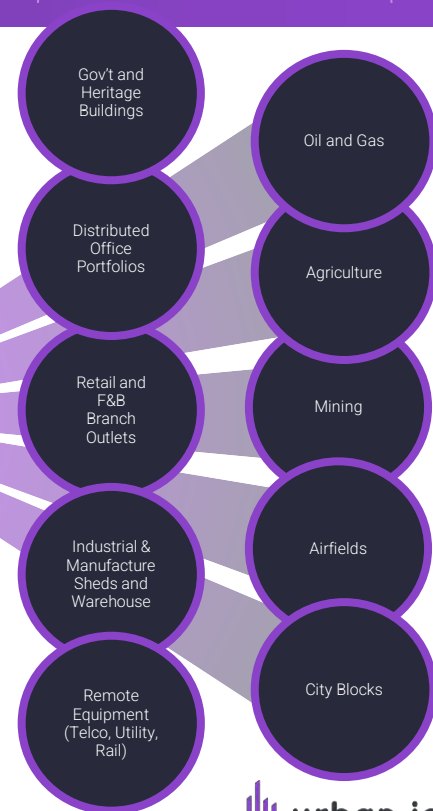 Gov't and
Heritage
Buildings
Distributed
Office
Portfolios
Retail and
F&B
Branch
Outlets
Industrial &
Manufacture
Sheds and
Warehouse
Remote
Equipment
(Telco, Utility,
Rail)
Oil and Gas
Agriculture
Mining
Airfields
City Blocks